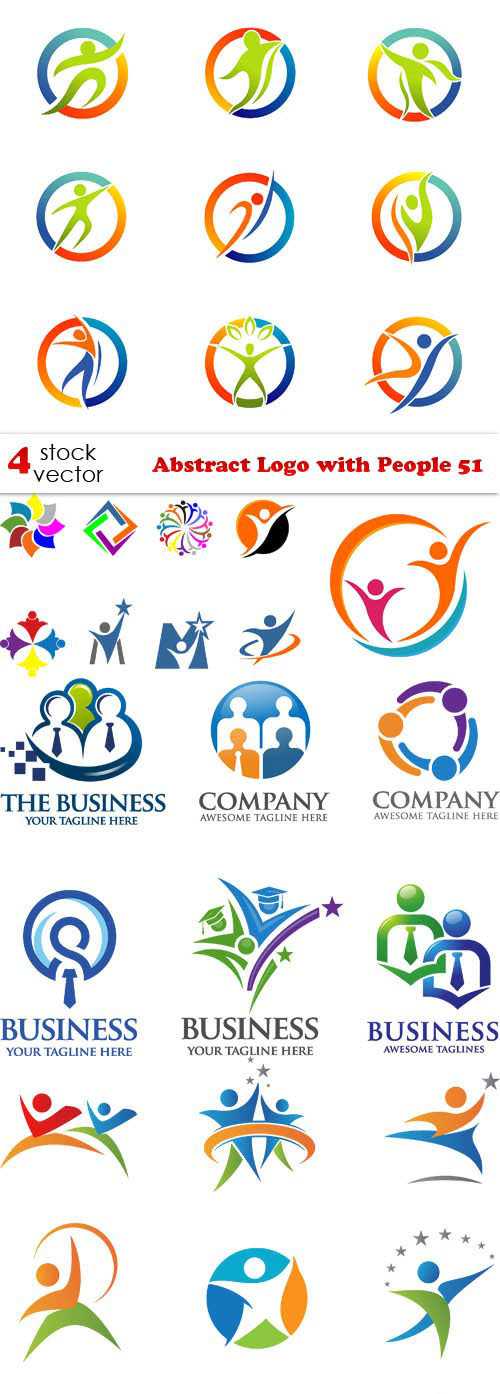 4 stock
vector
Abstract Logo with People 51
THE BUSINESS
YOUR TAGLINE HERE
COMPANY
AWESOME TAGLINE HERE
COMPANY
AWESOME TAGLINE HERE
BUSINESS
YOUR TAGLINE HERE
BUSINESS
YOUR TAGLINE HERE
BUSINESS
AWESOME TAGLINES